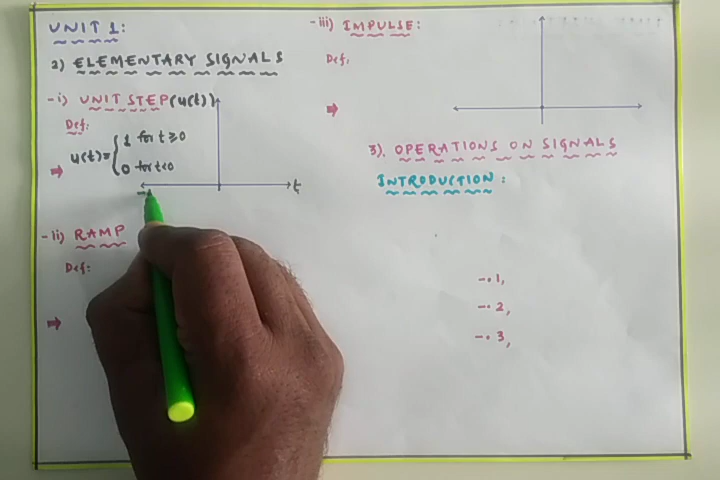 UNIT 1:
2) ELEMENTARY SIGNALS
-i) UNIT STEP(u(t))
Def:
u(t)= { 1 for t≥0
0 for t<0
t
-ii) RAMP
Def:
-iii) IMPULSE:
Def:
3). OPERATIONS ON SIGNALS
INTRODUCTION:
-. 1,
-. 2,
-. 3,